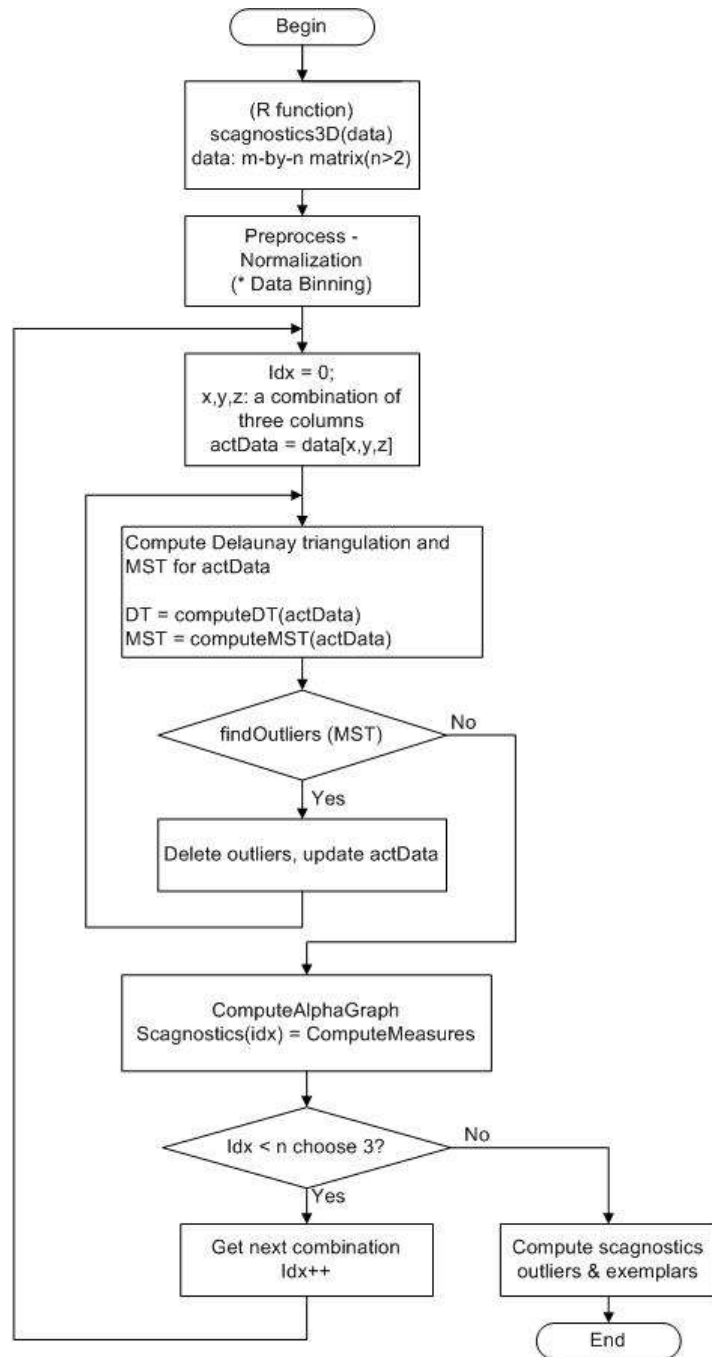 Begin
(R function)
scagnostics3D(data)
data: m-by-n matrix(n>2)
Preprocess -
Normalization
(* Data Binning)
Idx = 0;
x,y,z: a combination of
three columns
actData = data[x,y,z]
Compute Delaunay triangulation and
MST for actData
DT = computeDT(actData)
MST = computeMST(actData)
findOutliers (MST)
No
Yes
Delete outliers, update actData
ComputeAlphaGraph
Scagnostics(idx) = ComputeMeasures
Idx < n choose 3?
No
Yes
Get next combination
Idx++
Compute scagnostics
outliers & exemplars
End